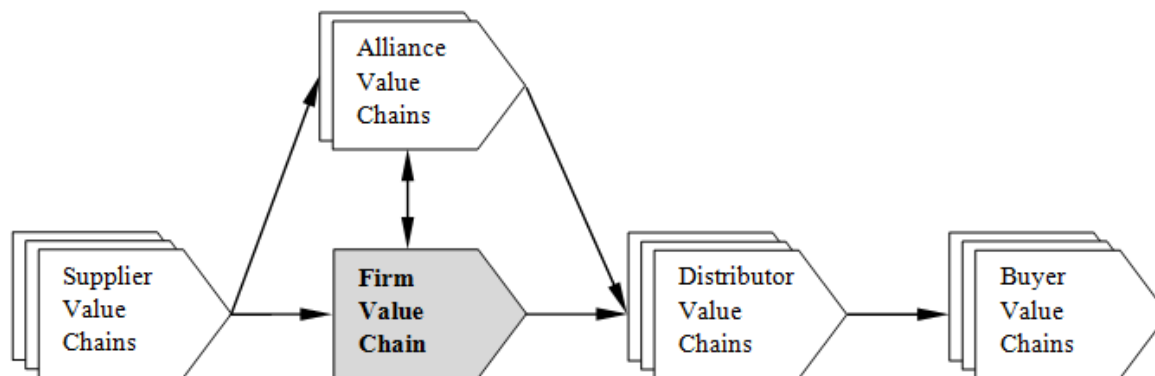 Alliance
Value
Chains
Supplier
Value
Chains
Firm
Value
Chain
Distributor
Value
Chains
Buyer
Value
Chains